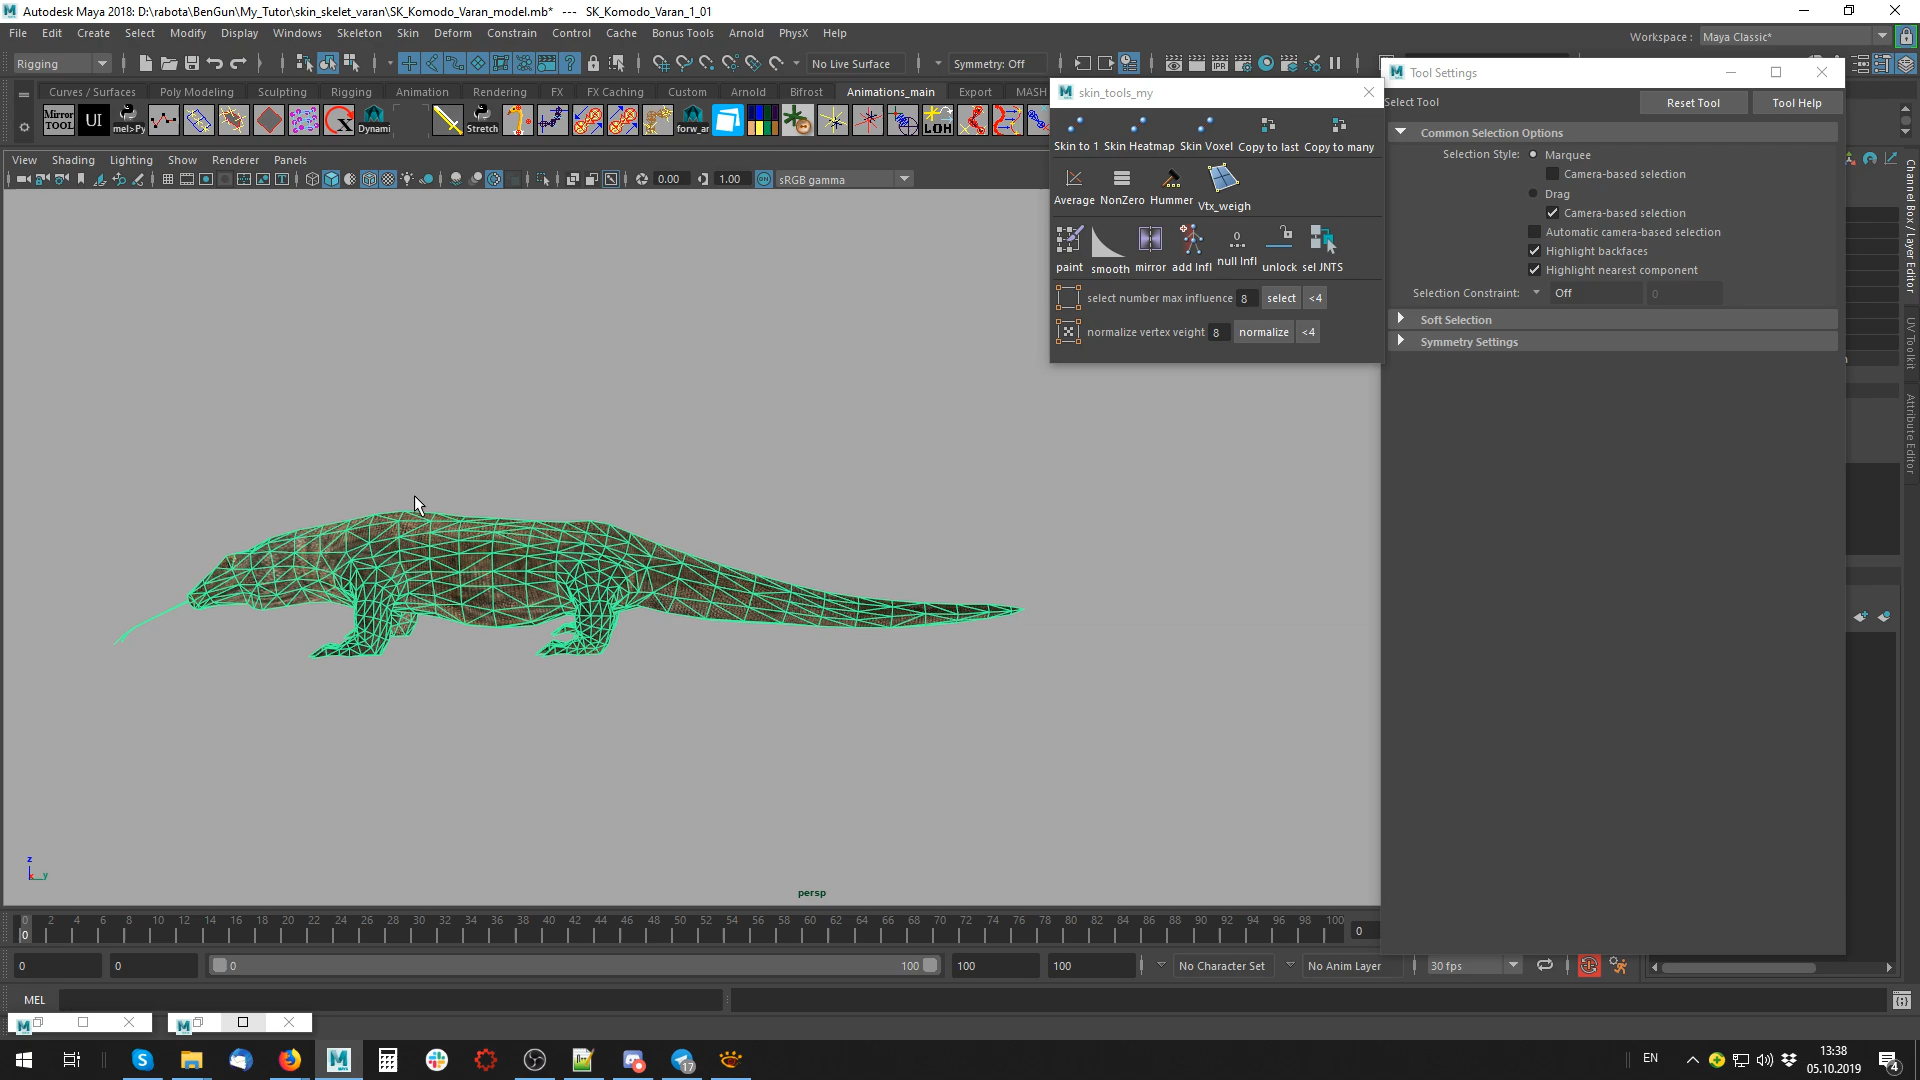 Autodesk Maya 2018: D:\rabota\BenGun\My_Tutor\skin_skelet_varan\SK_Komodo_Varan_model.mb* --- SK_Komodo_Varan_1_01
File Edit Create Select Modify Display Windows Skeleton Skin Deform Constrain Control Cache Bonus Tools Arnold PhysX Help
Workspace : Maya Classic*
Rigging No Live Surface Symmetry: Off
Curves / Surfaces Poly Modeling Sculpting Rigging Animation Rendering FX FX Caching Custom Arnold Bifrost Animations_main Export MASH
Mirror TOOL UI mel>Py Dynami Stretch forw_ar LOH
View Shading Lighting Show Renderer Panels
0.00 1.00 ON sRGB gamma
skin_tools_my
Skin to 1 Skin Heatmap Skin Voxel Copy to last Copy to many
Average NonZero Hummer Vtx_weigh
paint smooth mirror add Infl null Infl unlock sel JNTS
select number max influence 8 select <4
normalize vertex veight 8 normalize <4
Tool Settings
Select Tool Reset Tool Tool Help
Common Selection Options
Selection Style: Marquee
Camera-based selection
Drag
Camera-based selection
Automatic camera-based selection
Highlight backfaces
Highlight nearest component
Selection Constraint: Off 0
Soft Selection
Symmetry Settings
Channel Box / Layer Editor
UV Toolkit
Attribute Editor
z
x y
persp
0 2 4 6 8 10 12 14 16 18 20 22 24 26 28 30 32 34 36 38 40 42 44 46 48 50 52 54 56 58 60 62 64 66 68 70 72 74 76 78 80 82 84 86 88 90 92 94 96 98 100
0 0
0 0 0 100 100 100 No Character Set No Anim Layer 30 fps
MEL
17 EN 13:38
05.10.2019 4